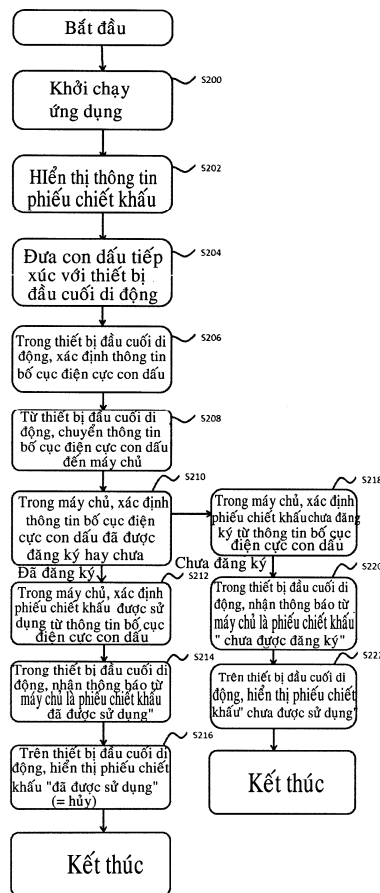 Bắt đầu
Khởi chạy
ứng dụng
S200
HIển thị thông tin
phiếu chiết khấu
S202
Đưa con dấu tiếp
xúc với thiết bị
đầu cuối di động
S204
Trong thiết bị đầu cuối di
động, xác định thông tin
bố cục điện cực con dấu
S206
Từ thiết bị đầu cuối di
động, chuyển thông tin
bố cục điện cực con dấu
đến máy chủ
S208
Trong máy chủ, xác định
thông tin bố cục điện
cực con dấu đã được
đăng ký hay chưa
S210
Đã đăng ký
Chưa đăng ký
Trong máy chủ, xác định
phiếu chiết khấu được sử
dụng từ thông tin bố cục
điện cực con dấu
S212
Trong thiết bị đầu cuối di
động, nhận thông báo từ
máy chủ là phiếu chiết khấu
đã được sử dụng"
S214
Trên thiết bị đầu cuối di
động, hiển thị phiếu chiết
khấu "đã được sử dụng"
(= hủy)
S216
Kết thúc
Trong máy chủ, xác định
phiếu chiết khấu chưa đăng
ký từ thông tin bố cục
điện cực con dấu
S218
Trong thiết bị đầu cuối di
động, nhận thông báo từ
máy chủ là phiếu chiết khấu
" chưa được đăng ký"
S220
Trên thiết bị đầu cuối di
động, hiển thị phiếu chiết
khấu" chưa được sử dụng"
S222
Kết thúc